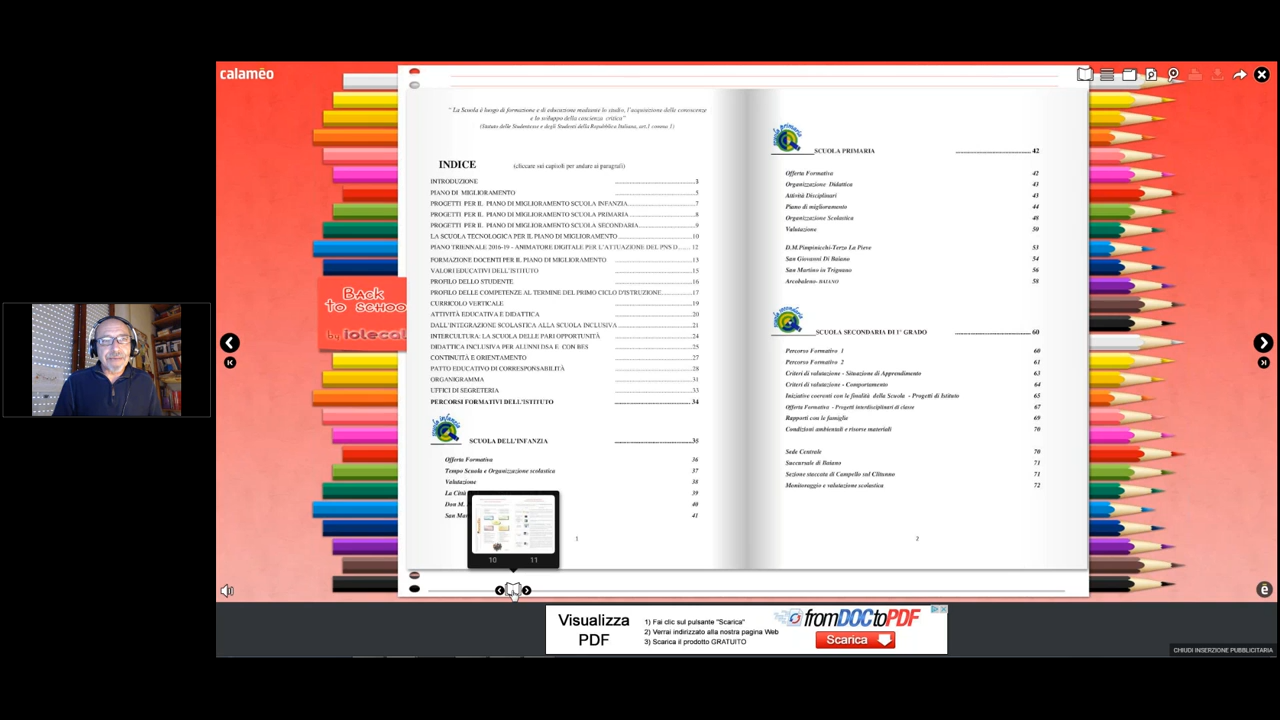 calamēo
" La Scuola è luogo di formazione e di educazione mediante lo studio, l'acquisizione delle conoscenze
e lo sviluppo della coscienza critica"
(Statuto delle Studentesse e degli Studenti della Repubblica Italiana, art.1 comma 1)
INDICE (cliccare sui capitoli per andare ai paragrafi)
INTRODUZIONE 3
PIANO DI MIGLIORAMENTO 5
PROGETTI PER IL PIANO DI MIGLIORAMENTO SCUOLA INFANZIA 7
PROGETTI PER IL PIANO DI MIGLIORAMENTO SCUOLA PRIMARIA 8
PROGETTI PER IL PIANO DI MIGLIORAMENTO SCUOLA SECONDARIA 9
LA SCUOLA TECNOLOGICA PER IL PIANO DI MIGLIORAMENTO 10
PIANO TRIENNALE 2016-19 - ANIMATORE DIGITALE PER L'ATTUAZIONE DEL PNS D 12
FORMAZIONE DOCENTI PER IL PIANO DI MIGLIORAMENTO 13
VALORI EDUCATIVI DELL'ISTITUTO 15
PROFILO DELLO STUDENTE 16
PROFILO DELLE COMPETENZE AL TERMINE DEL PRIMO CICLO D'ISTRUZIONE 17
CURRICOLO VERTICALE 19
ATTIVITÀ EDUCATIVA E DIDATTICA 20
DALL'INTEGRAZIONE SCOLASTICA ALLA SCUOLA INCLUSIVA 21
INTERCULTURA: LA SCUOLA DELLE PARI OPPORTUNITÀ 24
DIDATTICA INCLUSIVA PER ALUNNI DSA E CON BES 25
CONTINUITÀ E ORIENTAMENTO 27
PATTO EDUCATIVO DI CORRESPONSABILITÀ 28
ORGANIGRAMMA 31
UFFICI DI SEGRETERIA 33
PERCORSI FORMATIVI DELL'ISTITUTO 34
SCUOLA DELL'INFANZIA 35
Offerta Formativa 36
Tempo Scuola e Organizzazione scolastica 37
Valutazione 38
La Città 39
Don M. 40
San Ma 41
1
scuola primaria
SCUOLA PRIMARIA 42
Offerta Formativa 42
Organizzazione Didattica 43
Attività Disciplinari 43
Piano di miglioramento 44
Organizzazione Scolastica 48
Valutazione 50
D.M.Pimpinicchi-Terzo La Pieve 53
San Giovanni Di Baiano 54
San Martino in Trignano 56
Arcobaleno- BAIANO 58
SCUOLA SECONDARIA DI 1° GRADO 60
Percorso Formativo 1 60
Percorso Formativo 2 61
Criteri di valutazione - Situazione di Apprendimento 63
Criteri di valutazione - Comportamento 64
Iniziative coerenti con le finalità della Scuola - Progetti di Istituto 65
Offerta Formativa - Progetti interdisciplinari di classe 67
Rapporti con le famiglie 69
Condizioni ambientali e risorse materiali 70
Sede Centrale 70
Succursale di Baiano 71
Sezione staccata di Campello sul Clitunno 71
Monitoraggio e valutazione scolastica 72
2
BACK
TO SCHOO
by
10 11
Visualizza
PDF
1) Fai clic sul pulsante "Scarica"
2) Verrai indirizzato alla nostra pagina Web
3) Scarica il prodotto GRATUITO
fromDOCtoPDF
Scarica
CHIUDI INSERZIONE PUBBLICITARIA